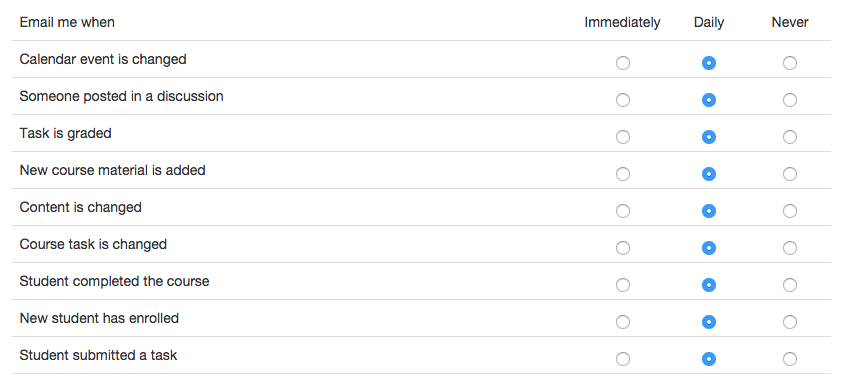 Email me when Immediately Daily Never
Calendar event is changed
Someone posted in a discussion
Task is graded
New course material is added
Content is changed
Course task is changed
Student completed the course
New student has enrolled
Student submitted a task